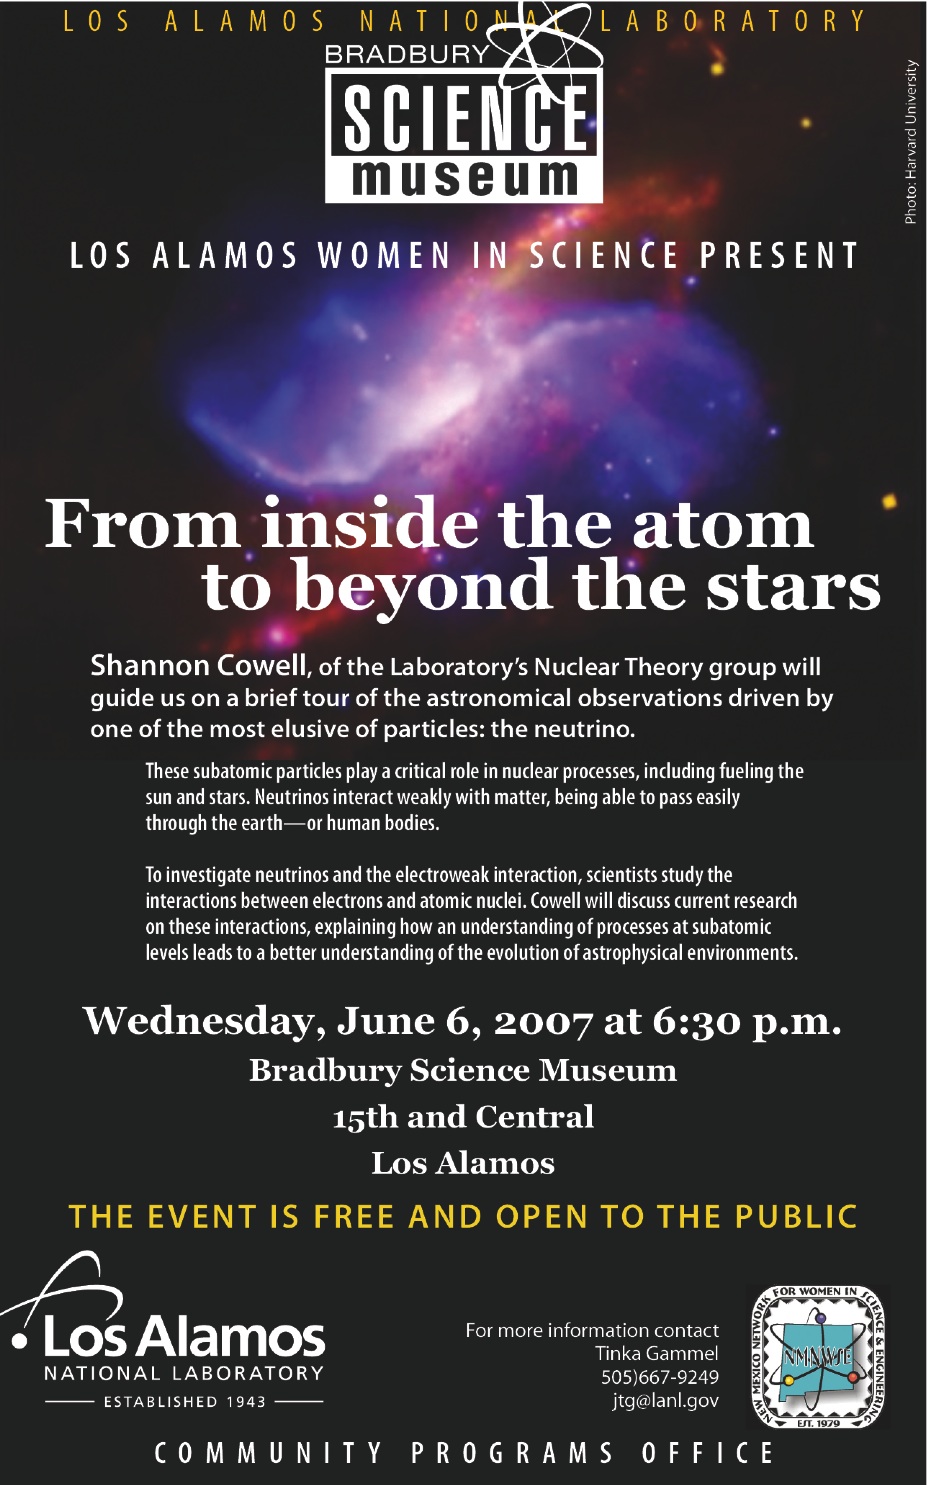 LOS ALAMOS NATIONAL LABORATORY
BRADBURY
SCIENCE
museum
Photo: Harvard University
LOS ALAMOS WOMEN IN SCIENCE PRESENT
From inside the atom
to beyond the stars
Shannon Cowell, of the Laboratory's Nuclear Theory group will
guide us on a brief tour of the astronomical observations driven by
one of the most elusive of particles: the neutrino.
These subatomic particles play a critical role in nuclear processes, including fueling the
sun and stars. Neutrinos interact weakly with matter, being able to pass easily
through the earth—or human bodies.
To investigate neutrinos and the electroweak interaction, scientists study the
interactions between electrons and atomic nuclei. Cowell will discuss current research
on these interactions, explaining how an understanding of processes at subatomic
levels leads to a better understanding of the evolution of astrophysical environments.
Wednesday, June 6, 2007 at 6:30 p.m.
Bradbury Science Museum
15th and Central
Los Alamos
THE EVENT IS FREE AND OPEN TO THE PUBLIC
Los Alamos
NATIONAL LABORATORY
ESTABLISHED 1943
For more information contact
Tinka Gammel
505)667-9249
jtg@lanl.gov
NEW MEXICO NETWORK FOR WOMEN IN SCIENCE & ENGINEERING
NMNWSE
EST. 1979
COMMUNITY PROGRAMS OFFICE